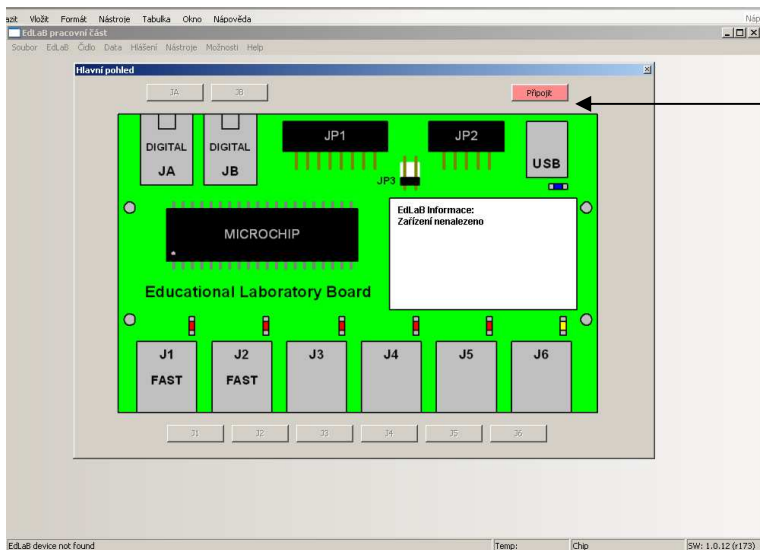 azit Vložit Formát Nástroje Tabulka Okno Nápověda Náp
EdLaB pracovní část
Soubor EdLaB Čidlo Data Hlášení Nástroje Možnosti Help
Hlavní pohled
JA JB Připojit
DIGITAL JA
DIGITAL JB
JP1
JP2
USB
JP3
MICROCHIP
EdLaB Informace:
Zařízení nenalezeno
Educational Laboratory Board
J1 J2 J3 J4 J5 J6
FAST FAST
J1 J2 J3 J4 J5 J6
EdLaB device not found Temp: Chip SW: 1.0.12 (r173)